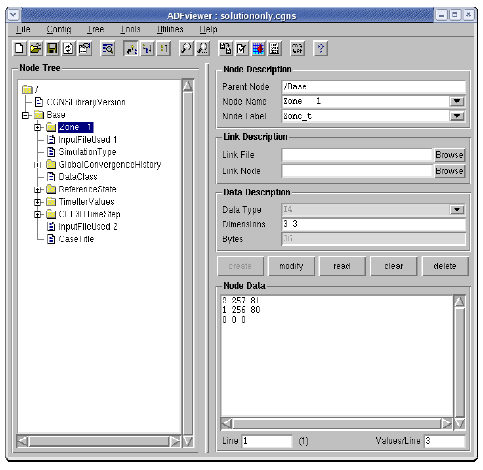 ADFviewer : solutiononly.cgns
File Config Tree Tools Utilities Help
Node Tree
/
CGNSLibraryVersion
Base
Zone 1
InputFileUsed 1
SimulationType
GlobalConvergenceHistory
DataClass
ReferenceState
TimeIterValues
CFL3DTimeStep
InputFileUsed 2
CaseTitle
Node Description
Parent Node /Base
Node Name Zone 1
Node Label Zone_t
Link Description
Link File Browse
Link Node Browse
Data Description
Data Type I4
Dimensions 3 3
Bytes 36
create modify read clear delete
Node Data
2 257 81
1 256 80
0 0 0
Line 1 (1) Values/Line 3